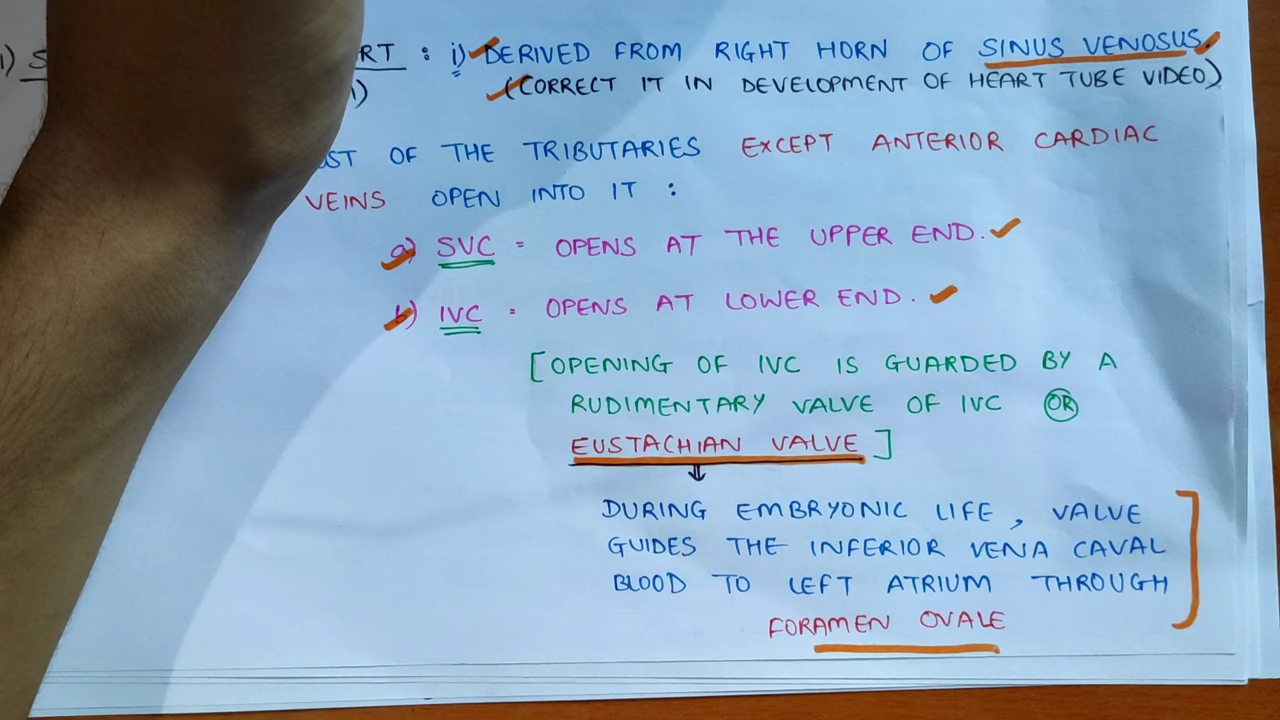 1) S RT : i) DERIVED FROM RIGHT HORN OF SINUS VENOSUS.
(CORRECT IT IN DEVELOPMENT OF HEART TUBE VIDEO)
OF THE TRIBUTARIES EXCEPT ANTERIOR CARDIAC
VEINS OPEN INTO IT :
a) SVC = OPENS AT THE UPPER END.
b) IVC = OPENS AT LOWER END.
[OPENING OF IVC IS GUARDED BY A
RUDIMENTARY VALVE OF IVC OR
EUSTACHIAN VALVE]
DURING EMBRYONIC LIFE, VALVE
GUIDES THE INFERIOR VENA CAVAL
BLOOD TO LEFT ATRIUM THROUGH
FORAMEN OVALE